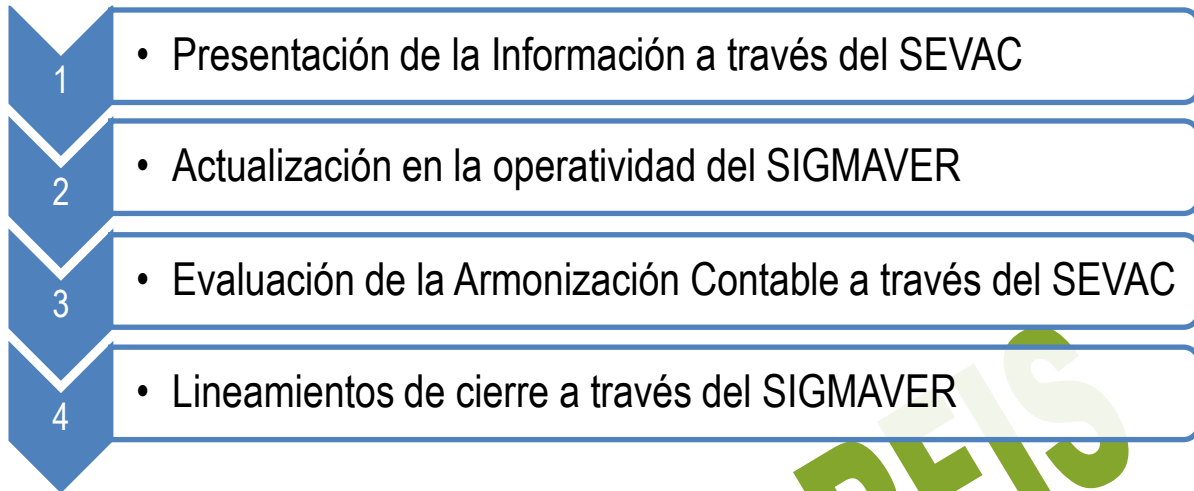 1
• Presentación de la Información a través del SEVAC
2
• Actualización en la operatividad del SIGMAVER
3
• Evaluación de la Armonización Contable a través del SEVAC
4
• Lineamientos de cierre a través del SIGMAVER